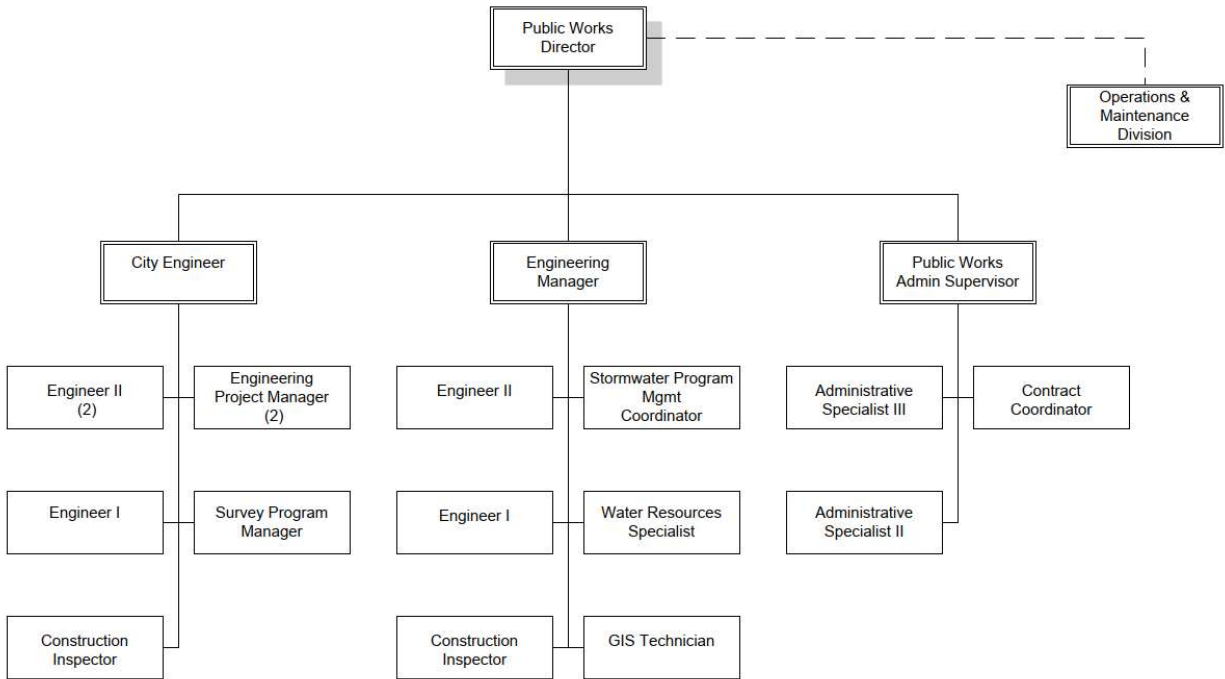 Public Works
Director
Operations &
Maintenance
Division
City Engineer
Engineering
Manager
Public Works
Admin Supervisor
Engineer II
(2)
Engineering
Project Manager
(2)
Engineer II
Stormwater Program
Mgmt
Coordinator
Administrative
Specialist III
Contract
Coordinator
Engineer I
Survey Program
Manager
Engineer I
Water Resources
Specialist
Administrative
Specialist II
Construction
Inspector
Construction
Inspector
GIS Technician